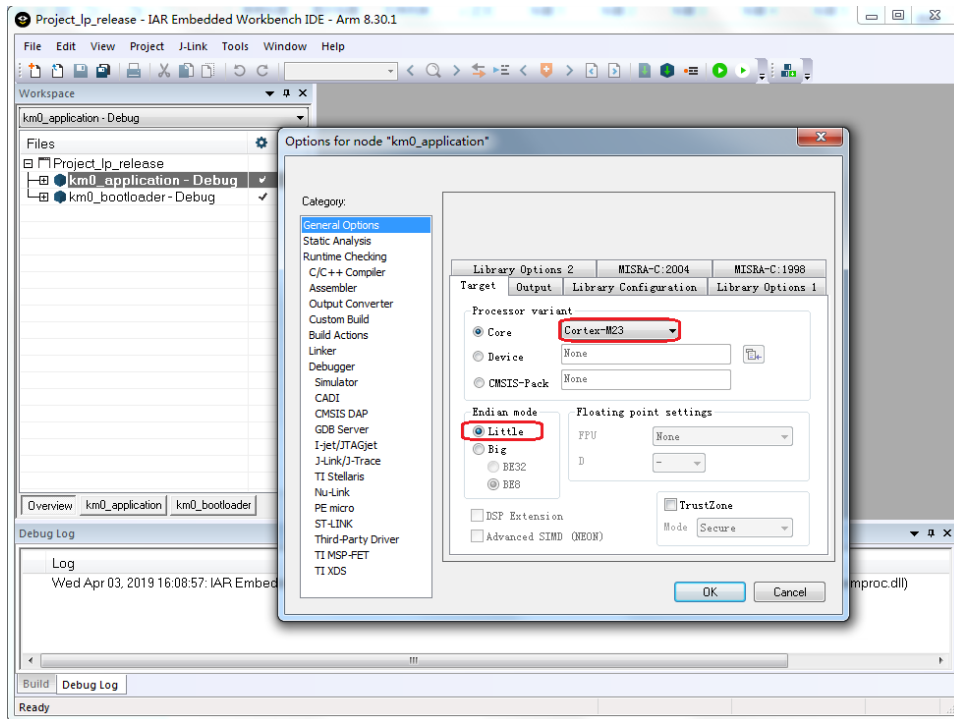 Project_lp_release - IAR Embedded Workbench IDE - Arm 8.30.1
File Edit View Project J-Link Tools Window Help
Workspace
km0_application - Debug
Files
Project_lp_release
km0_application - Debug
km0_bootloader - Debug
Overview km0_application km0_bootloader
Options for node "km0_application"
Category:
General Options
Static Analysis
Runtime Checking
C/C++ Compiler
Assembler
Output Converter
Custom Build
Build Actions
Linker
Debugger
Simulator
CADI
CMSIS DAP
GDB Server
I-jet/JTAGjet
J-Link/J-Trace
TI Stellaris
Nu-Link
PE micro
ST-LINK
Third-Party Driver
TI MSP-FET
TI XDS
Library Options 2 MISRA-C:2004 MISRA-C:1998
Target Output Library Configuration Library Options 1
Processor variant
Core Cortex-M23
Device None
CMSIS-Pack None
Endian mode
Little
Big
BE32
BE8
Floating point settings
FPU None
D -
DSP Extension
Advanced SIMD (NEON)
TrustZone
Mode Secure
OK Cancel
Debug Log
Log
Wed Apr 03, 2019 16:08:57: IAR Embed
mproc.dll)
Build Debug Log
Ready